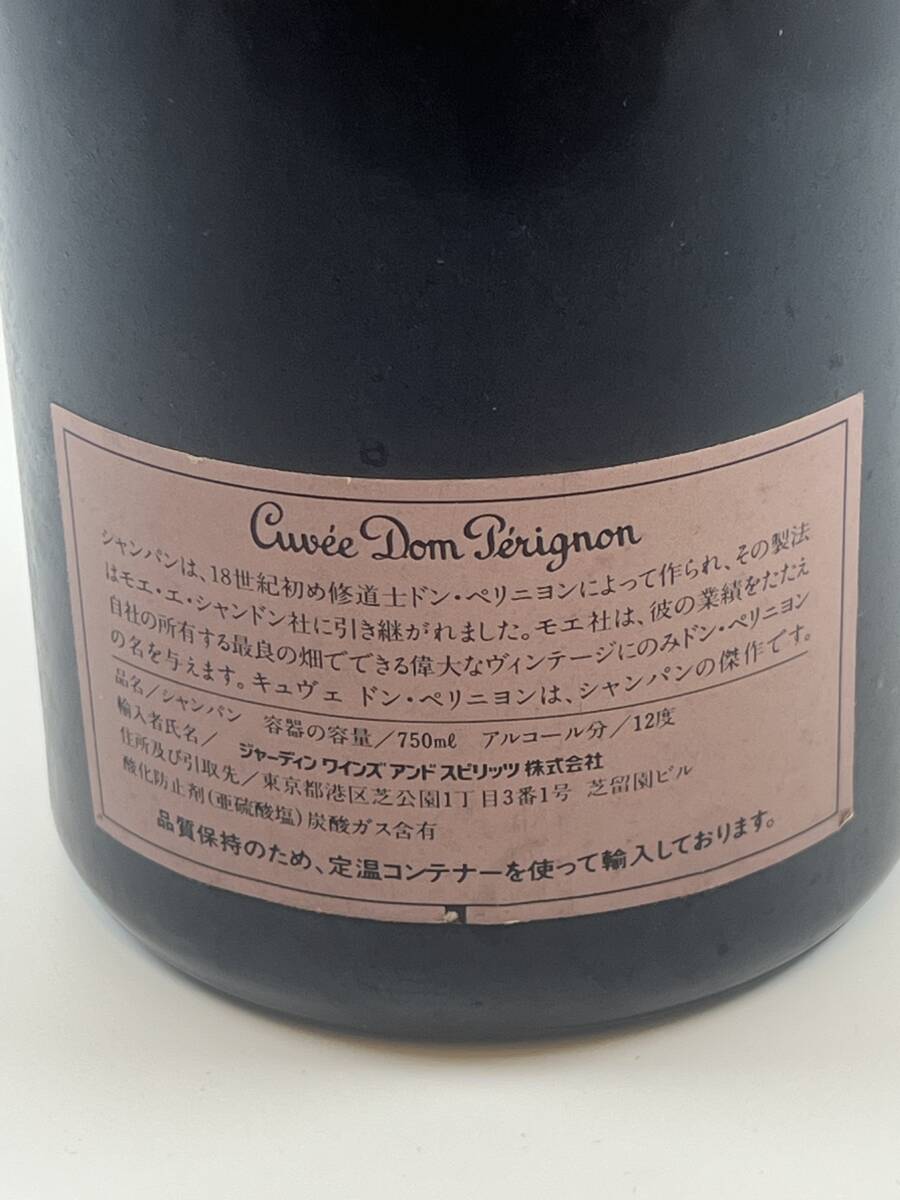 Cuvée Dom Pérignon
シャンパンは、18世紀初め修道士ドン・ペリニヨンによって作られ、その製法
はモエ・エ・シャンドン社に引き継がれました。モエ社は、彼の業績をたたえ
自社の所有する最良の畑でできる偉大なヴィンテージにのみドン・ペリニヨン
の名を与えます。キュヴェ ドン・ペリニヨンは、シャンパンの傑作です。
品名/シャンパン 容器の容量/750mℓ アルコール分/12度
輸入者氏名/ ジャーディン ワインズ アンド スピリッツ 株式会社
住所及び引取先/東京都港区芝公園1丁目3番1号 芝留園ビル
酸化防止剤(亜硫酸塩)炭酸ガス含有
品質保持のため、定温コンテナーを使って輸入しております。